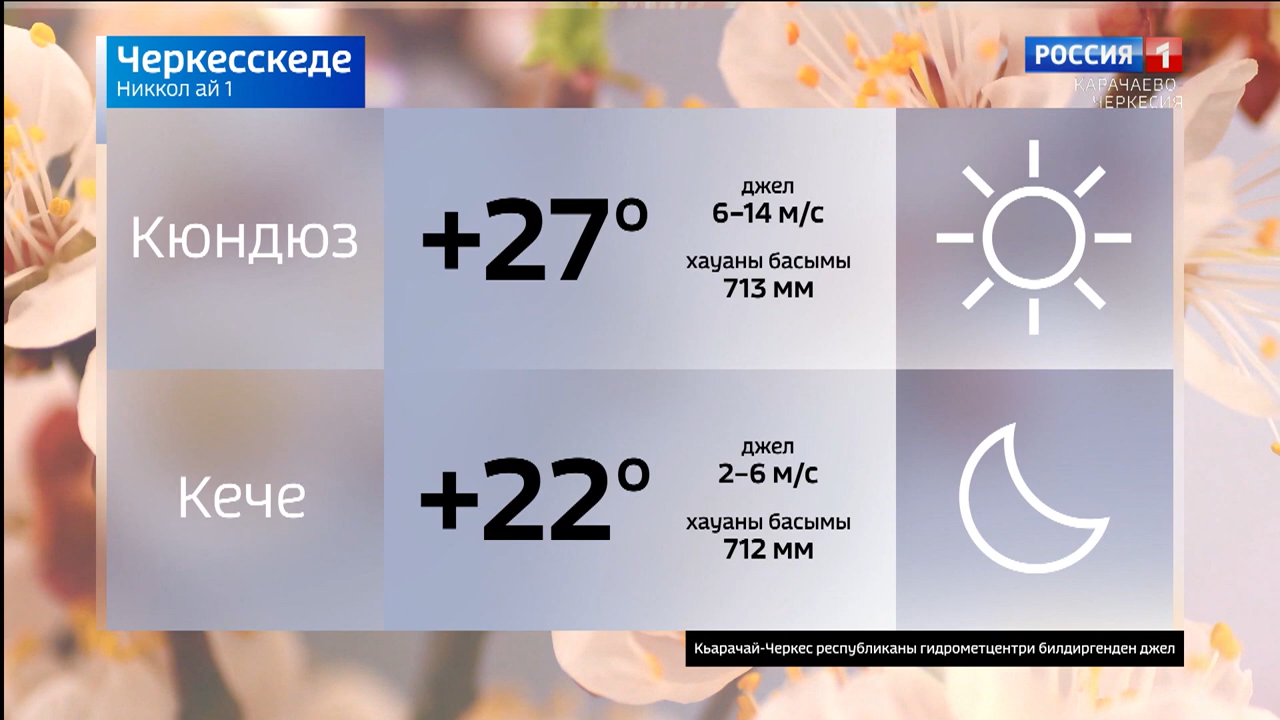 Черкесскеде
Никкол ай 1
РОССИЯ 1
КАРАЧАЕВО-
ЧЕРКЕСИЯ
Кюндюз
+27°
джел
6–14 м/с
хауаны басымы
713 мм
Кече
+22°
джел
2–6 м/с
хауаны басымы
712 мм
Кьарачай-Черкес республиканы гидрометцентри билдиргенден джел